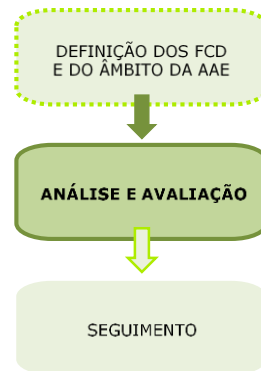 DEFINIÇÃO DOS FCD
E DO ÂMBITO DA AAE
ANÁLISE E AVALIAÇÃO
SEGUIMENTO